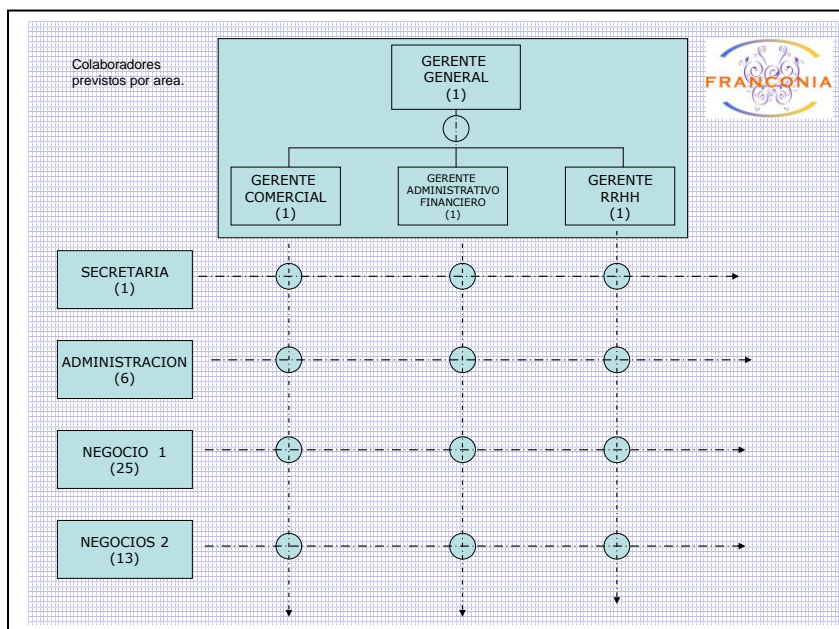 Colaboradores
previstos por area.
GERENTE
GENERAL
(1)
FRANCONIA
GERENTE
COMERCIAL
(1)
GERENTE
ADMINISTRATIVO
FINANCIERO
(1)
GERENTE
RRHH
(1)
SECRETARIA
(1)
ADMINISTRACION
(6)
NEGOCIO 1
(25)
NEGOCIOS 2
(13)